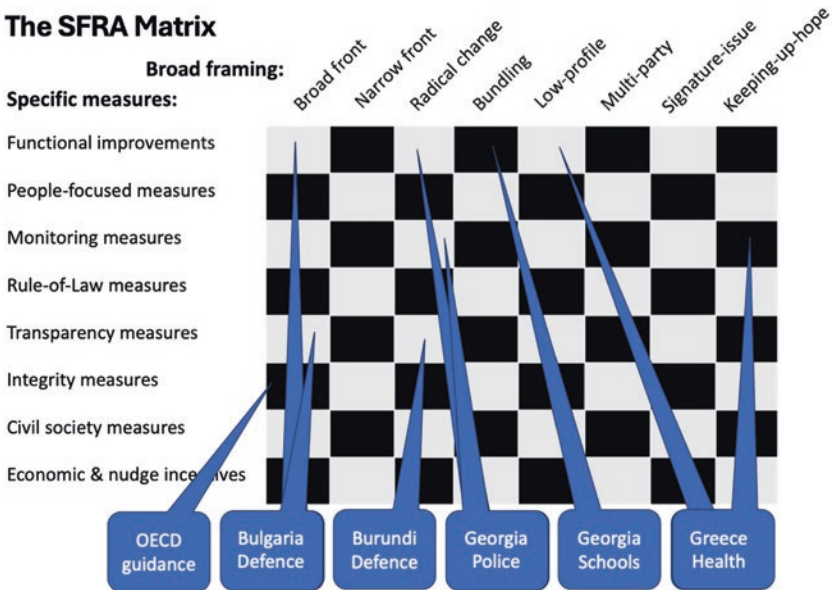 The SFRA Matrix
Broad framing:
Broad front
Narrow front
Radical change
Bundling
Low-profile
Multi-party
Signature-issue
Keeping-up-hope
Specific measures:
Functional improvements
People-focused measures
Monitoring measures
Rule-of-Law measures
Transparency measures
Integrity measures
Civil society measures
Economic & nudge incentives
OECD
guidance
Bulgaria
Defence
Burundi
Defence
Georgia
Police
Georgia
Schools
Greece
Health